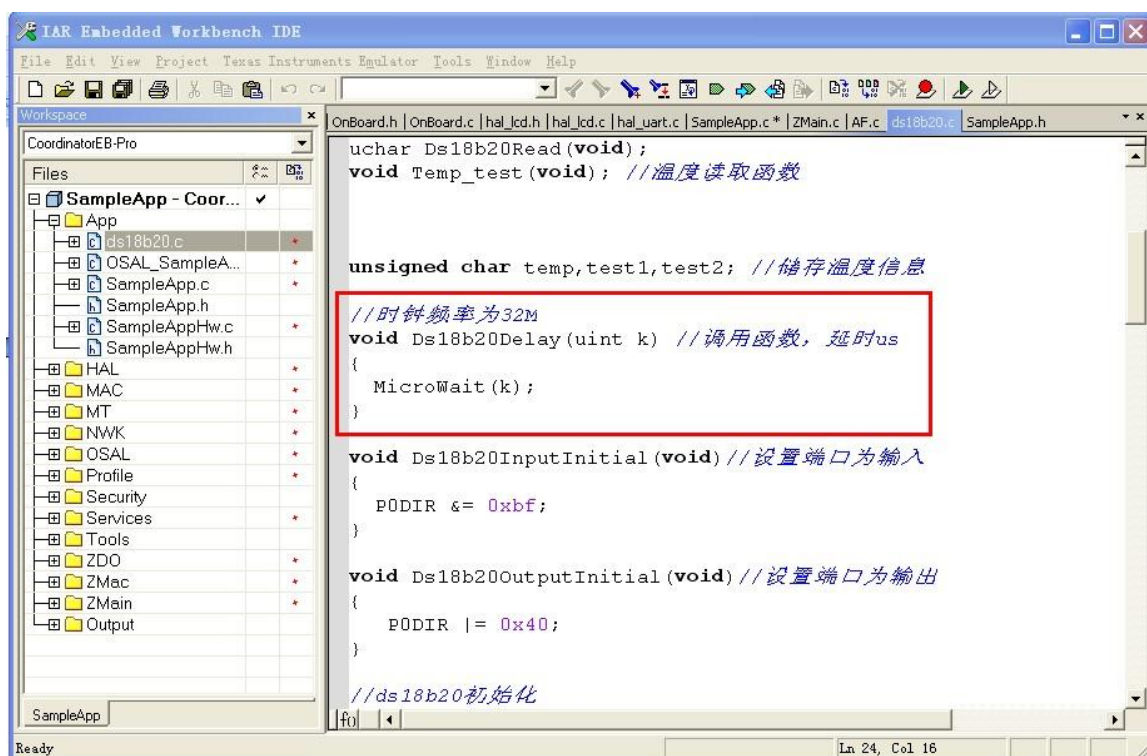 IAR Embedded Workbench IDE
File Edit View Project Texas Instruments Emulator Tools Window Help
Workspace
OnBoard.h | OnBoard.c | hal_lcd.h | hal_lcd.c | hal_uart.c | SampleApp.c * | ZMain.c | AF.c ds18b20.c SampleApp.h
CoordinatorEB-Pro
Files
SampleApp - Coor...
App
ds18b20.c
OSAL_SampleA...
SampleApp.c
SampleApp.h
SampleAppHw.c
SampleAppHw.h
HAL
MAC
MT
NWK
OSAL
Profile
Security
Services
Tools
ZDO
ZMac
ZMain
Output
SampleApp
uchar Ds18b20Read(void);
void Temp_test(void); //温度读取函数
unsigned char temp,test1,test2; //储存温度信息
//时钟频率为32M
void Ds18b20Delay(uint k) //调用函数，延时us
{
MicroWait(k);
}
void Ds18b20InputInitial(void)//设置端口为输入
{
P0DIR &= 0xbf;
}
void Ds18b20OutputInitial(void)//设置端口为输出
{
P0DIR |= 0x40;
}
//ds18b20初始化
fo
Ready
Ln 24, Col 16